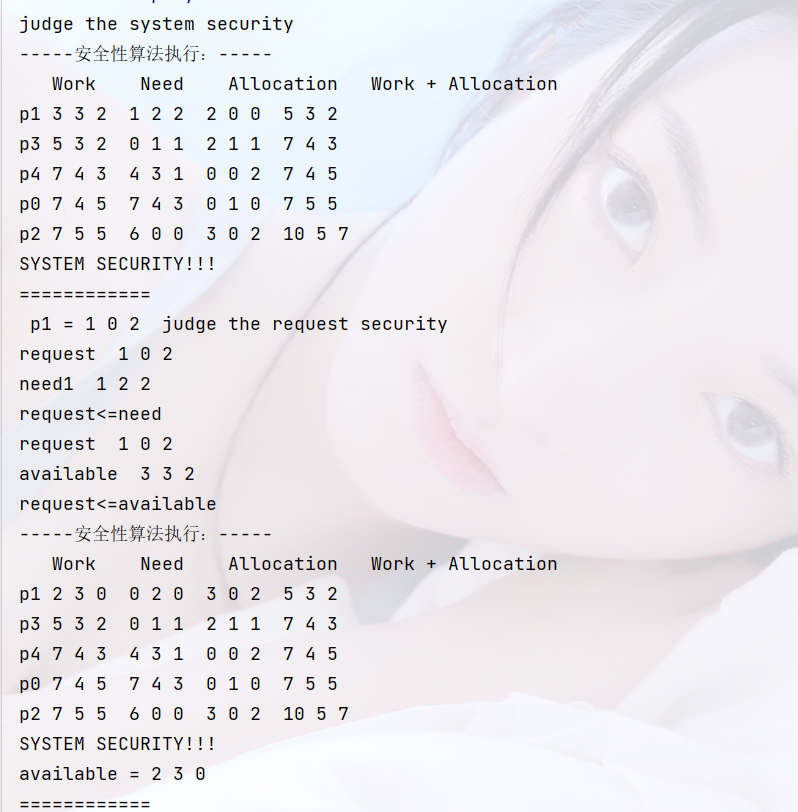 judge the system security
-----安全性算法执行：-----
   Work    Need    Allocation   Work + Allocation
p1 3 3 2  1 2 2  2 0 0  5 3 2
p3 5 3 2  0 1 1  2 1 1  7 4 3
p4 7 4 3  4 3 1  0 0 2  7 4 5
p0 7 4 5  7 4 3  0 1 0  7 5 5
p2 7 5 5  6 0 0  3 0 2  10 5 7
SYSTEM SECURITY!!!
============
 p1 = 1 0 2  judge the request security
request  1 0 2
need1  1 2 2
request<=need
request  1 0 2
available  3 3 2
request<=available
-----安全性算法执行：-----
   Work    Need    Allocation   Work + Allocation
p1 2 3 0  0 2 0  3 0 2  5 3 2
p3 5 3 2  0 1 1  2 1 1  7 4 3
p4 7 4 3  4 3 1  0 0 2  7 4 5
p0 7 4 5  7 4 3  0 1 0  7 5 5
p2 7 5 5  6 0 0  3 0 2  10 5 7
SYSTEM SECURITY!!!
available = 2 3 0
============